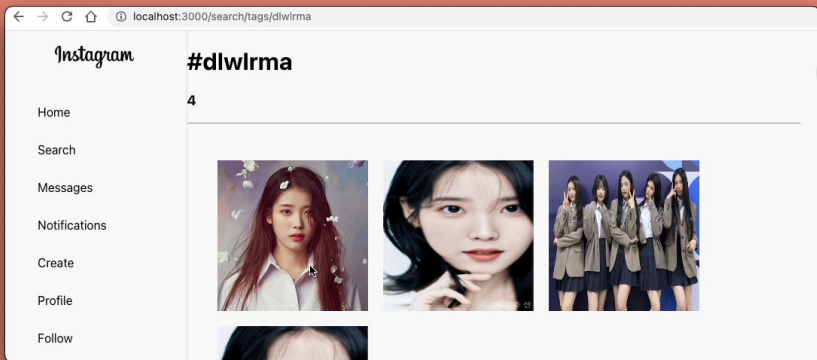 localhost:3000/search/tags/dlwlrma
Instagram
#dlwlrma
4
Home
Search
Messages
Notifications
Create
Profile
Follow